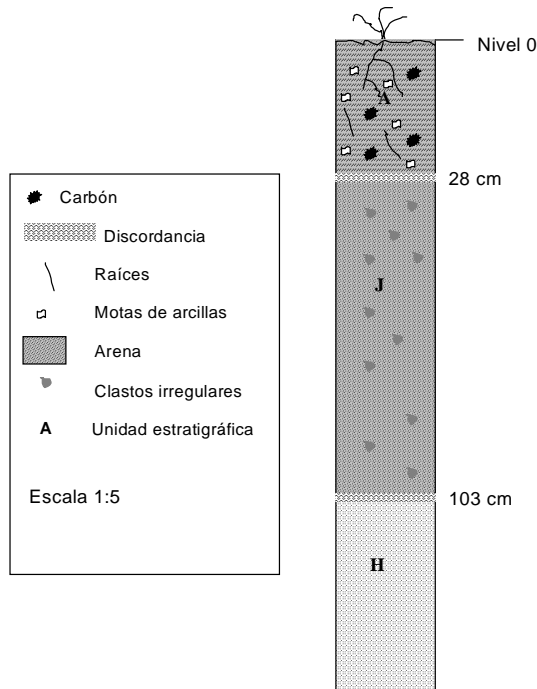 Nivel 0
A
28 cm
J
103 cm
H
Carbón
Discordancia
Raíces
Motas de arcillas
Arena
Clastos irregulares
A Unidad estratigráfica
Escala 1:5